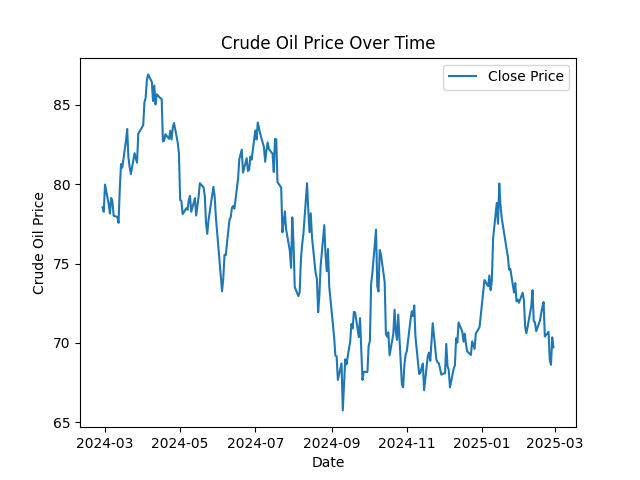 Crude Oil Price Over Time
Close Price
85
80
75
70
65
Crude Oil Price
2024-03 2024-05 2024-07 2024-09 2024-11 2025-01 2025-03
Date